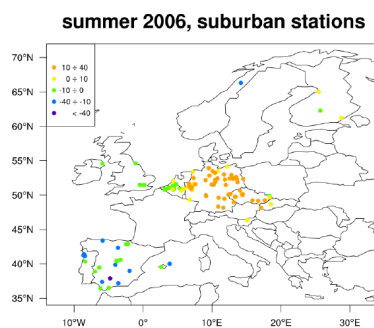 summer 2006, suburban stations
70°N
10 ÷ 40
0 ÷ 10
-10 ÷ 0
-40 ÷ -10
< -40
65°N
60°N
55°N
50°N
45°N
40°N
35°N
10°W 0° 10°E 20°E 30°E